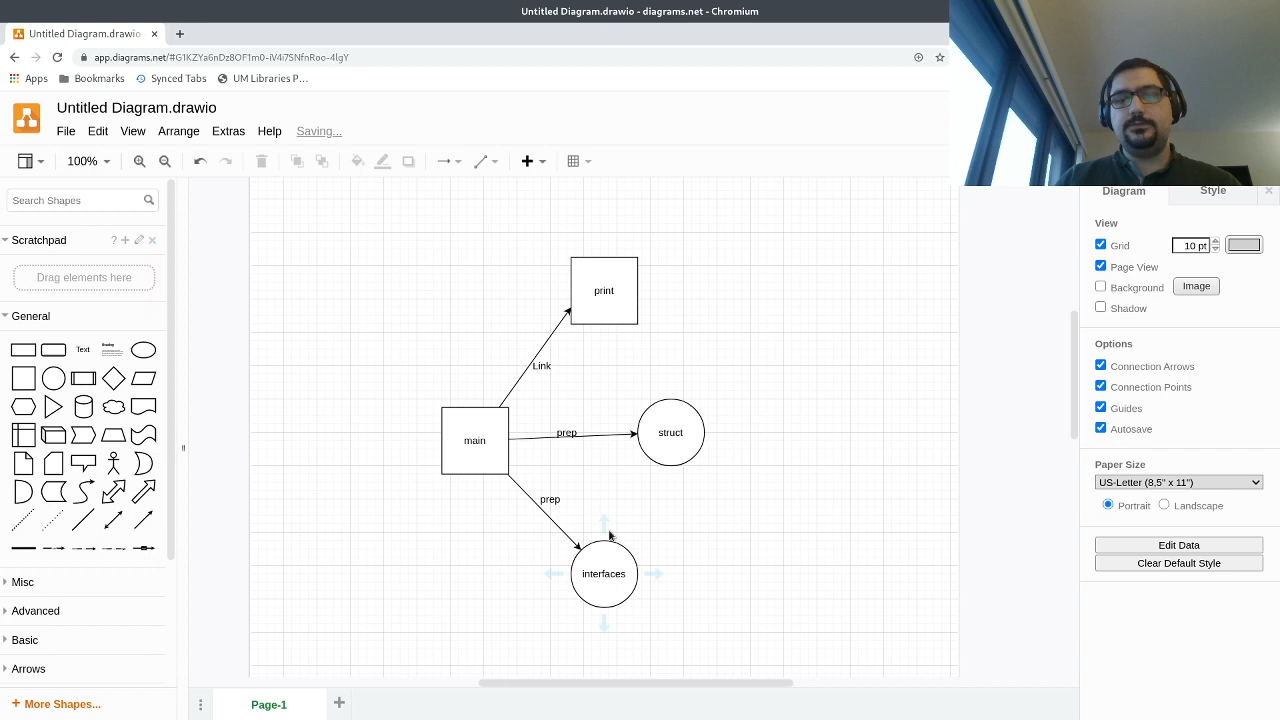 Untitled Diagram.drawio - diagrams.net - Chromium
Untitled Diagram.drawio
app.diagrams.net/#G1KZYa6nDz8OF1m0-iV4i7SNfnRoo-4lgY
Apps Bookmarks Synced Tabs UM Libraries P...
Untitled Diagram.drawio
File Edit View Arrange Extras Help Saving...
100%
Search Shapes
Scratchpad ?
Drag elements here
General
Text
Heading
Misc
Advanced
Basic
Arrows
+ More Shapes...
print
Link
main
prep
struct
prep
interfaces
Page-1
Diagram Style
View
Grid 10 pt
Page View
Background Image
Shadow
Options
Connection Arrows
Connection Points
Guides
Autosave
Paper Size
US-Letter (8,5" x 11")
Portrait Landscape
Edit Data
Clear Default Style